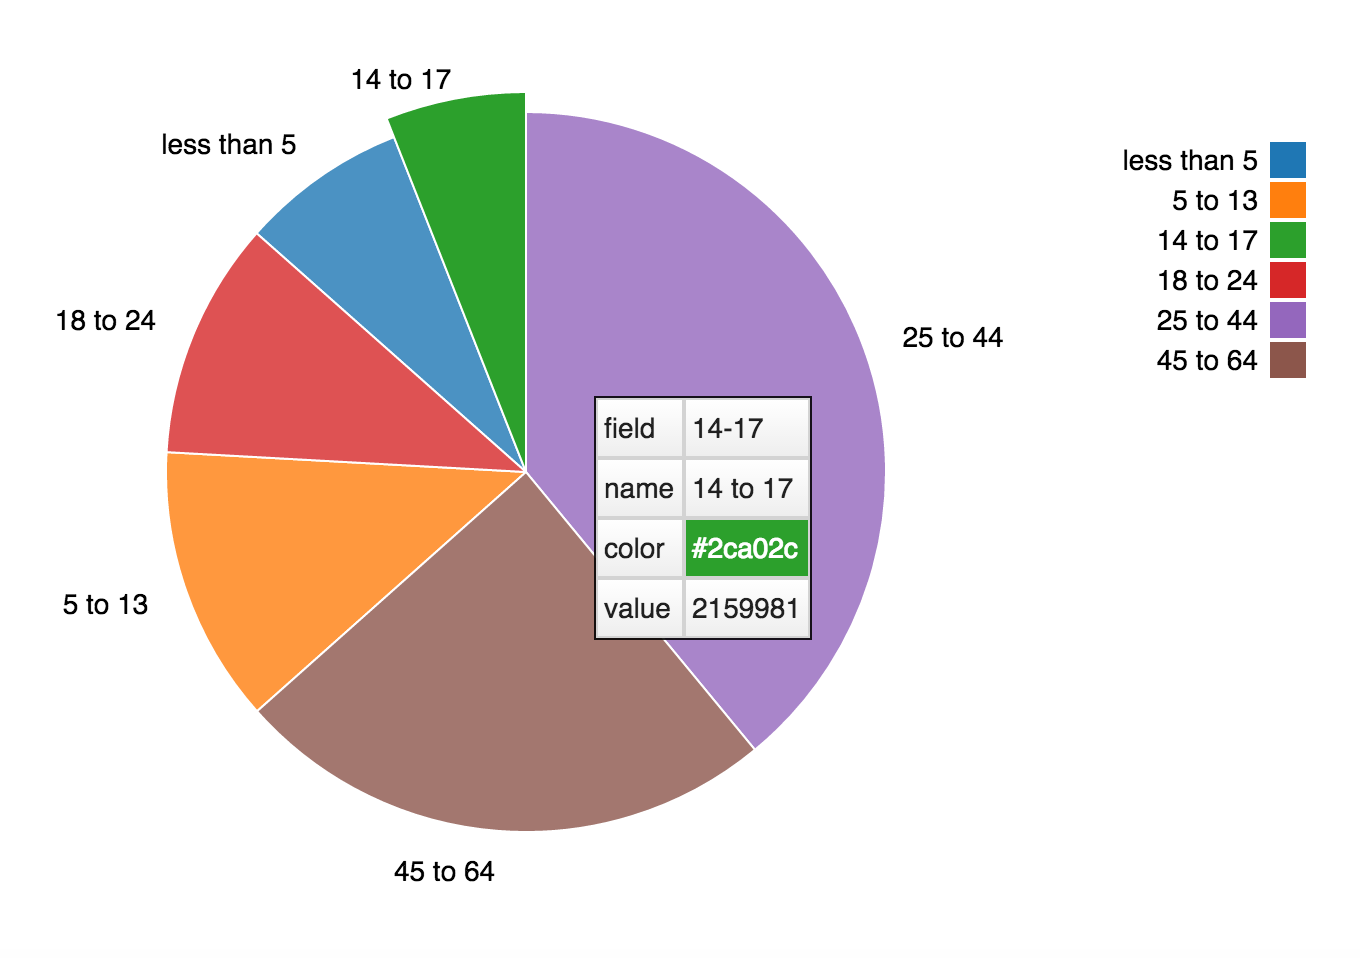 14 to 17
less than 5
18 to 24
5 to 13
45 to 64
25 to 44
field 14-17
name 14 to 17
color #2ca02c
value 2159981
less than 5
5 to 13
14 to 17
18 to 24
25 to 44
45 to 64